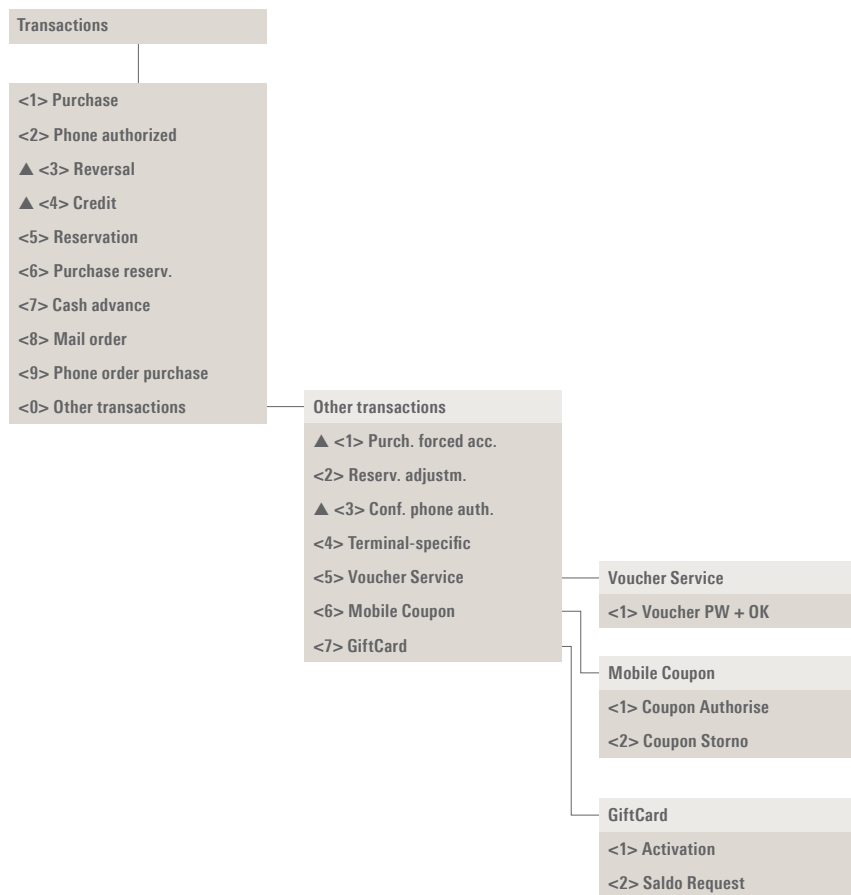 Transactions
<1> Purchase
<2> Phone authorized
▲ <3> Reversal
▲ <4> Credit
<5> Reservation
<6> Purchase reserv.
<7> Cash advance
<8> Mail order
<9> Phone order purchase
<0> Other transactions
Other transactions
▲ <1> Purch. forced acc.
<2> Reserv. adjustm.
▲ <3> Conf. phone auth.
<4> Terminal-specific
<5> Voucher Service
<6> Mobile Coupon
<7> GiftCard
Voucher Service
<1> Voucher PW + OK
Mobile Coupon
<1> Coupon Authorise
<2> Coupon Storno
GiftCard
<1> Activation
<2> Saldo Request